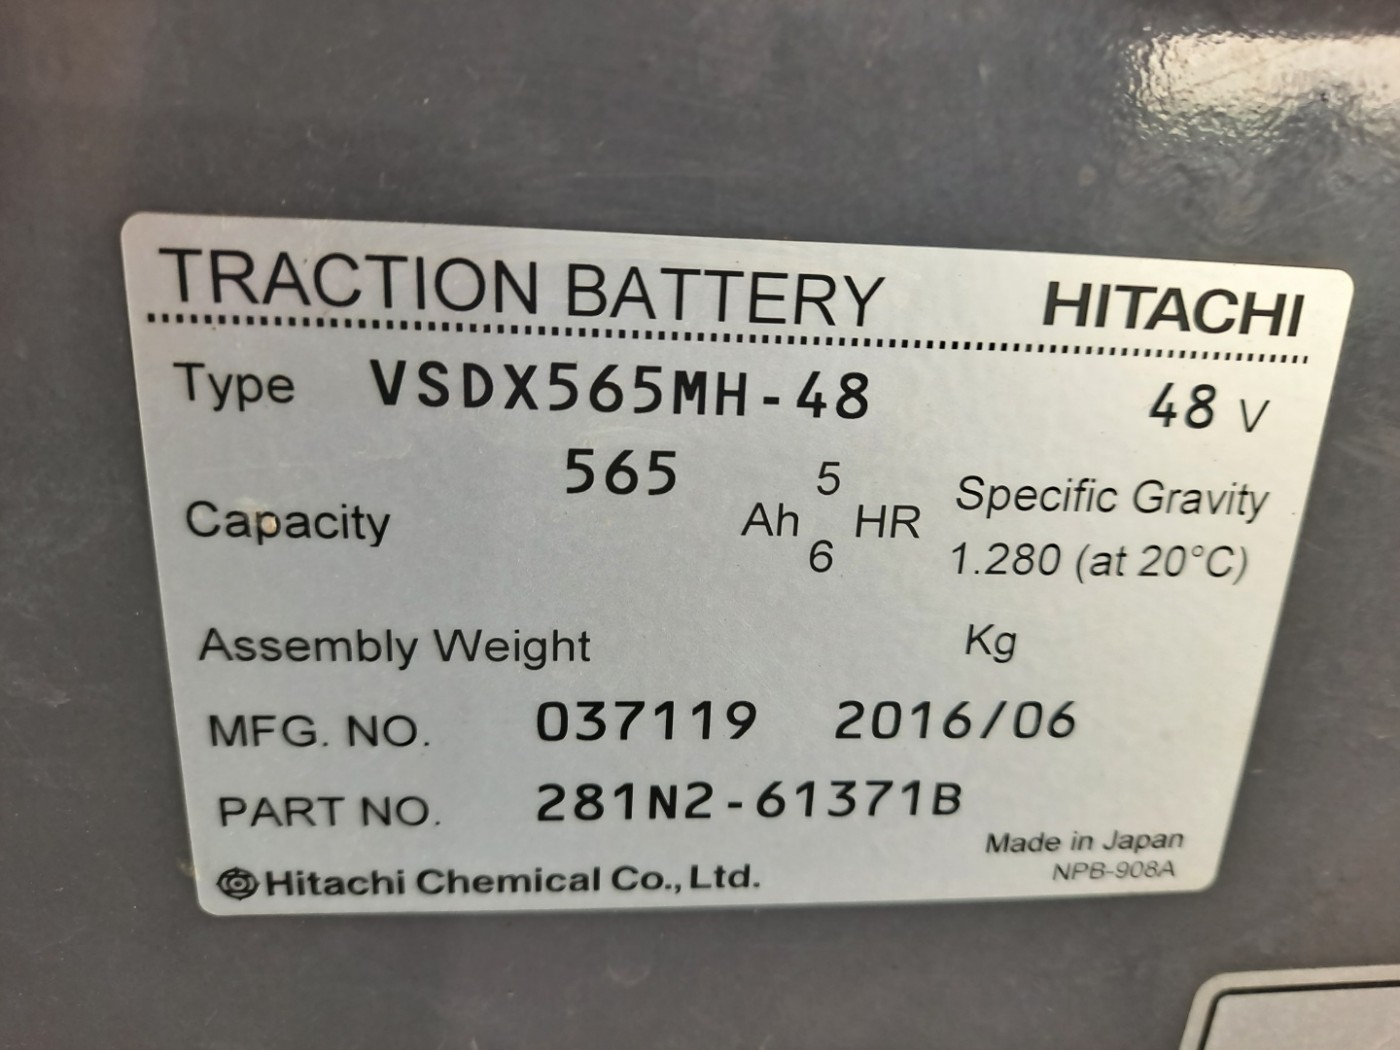 TRACTION BATTERY HITACHI
Type VSDX565MH-48 48 V
565 5
Capacity Ah HR Specific Gravity
6 1.280 (at 20°C)
Assembly Weight Kg
MFG. NO. 037119 2016/06
PART NO. 281N2-61371B
Made in Japan
Hitachi Chemical Co., Ltd. NPB-908A